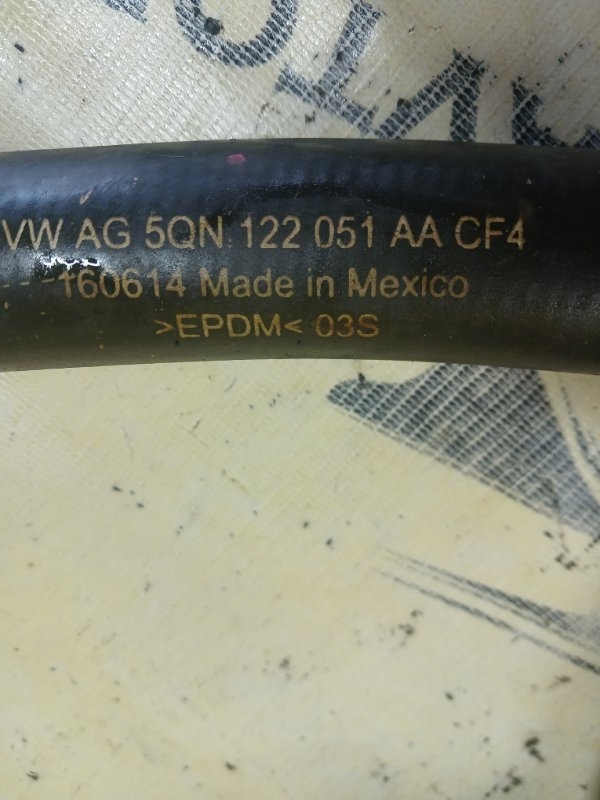 VW AG 5QN 122 051 AA CF4
160614 Made in Mexico
>EPDM< 03S